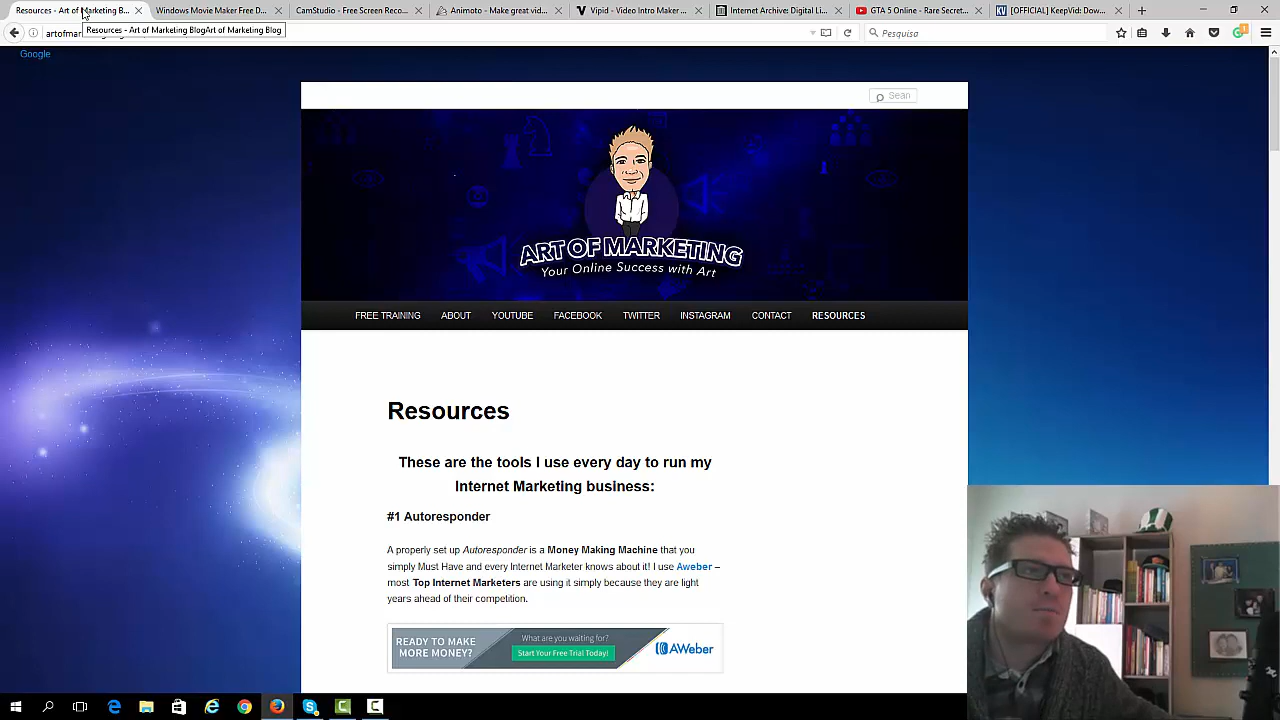 Resources - Art of Marketing B...
Windows Movie Maker Free D...
CamStudio - Free Screen Reco...
Animoto - Make great vid...
Vipid - Video Intro Maker ...
Internet Archive: Digital Li...
GTA 5 Online - Rare Secret...
[OFFICIAL] KeepVid: Dow...
artofmar
Resources - Art of Marketing BlogArt of Marketing Blog
Pesquisa
Google
Sear
ART OF MARKETING
Your Online Success with Art
FREE TRAINING ABOUT YOUTUBE FACEBOOK TWITTER INSTAGRAM CONTACT RESOURCES
Resources
These are the tools I use every day to run my
Internet Marketing business:
#1 Autoresponder
A properly set up Autoresponder is a Money Making Machine that you
simply Must Have and every Internet Marketer knows about it! I use Aweber –
most Top Internet Marketers are using it simply because they are light
years ahead of their competition.
READY TO MAKE
MORE MONEY?
What are you waiting for?
Start Your Free Trial Today!
AWeber